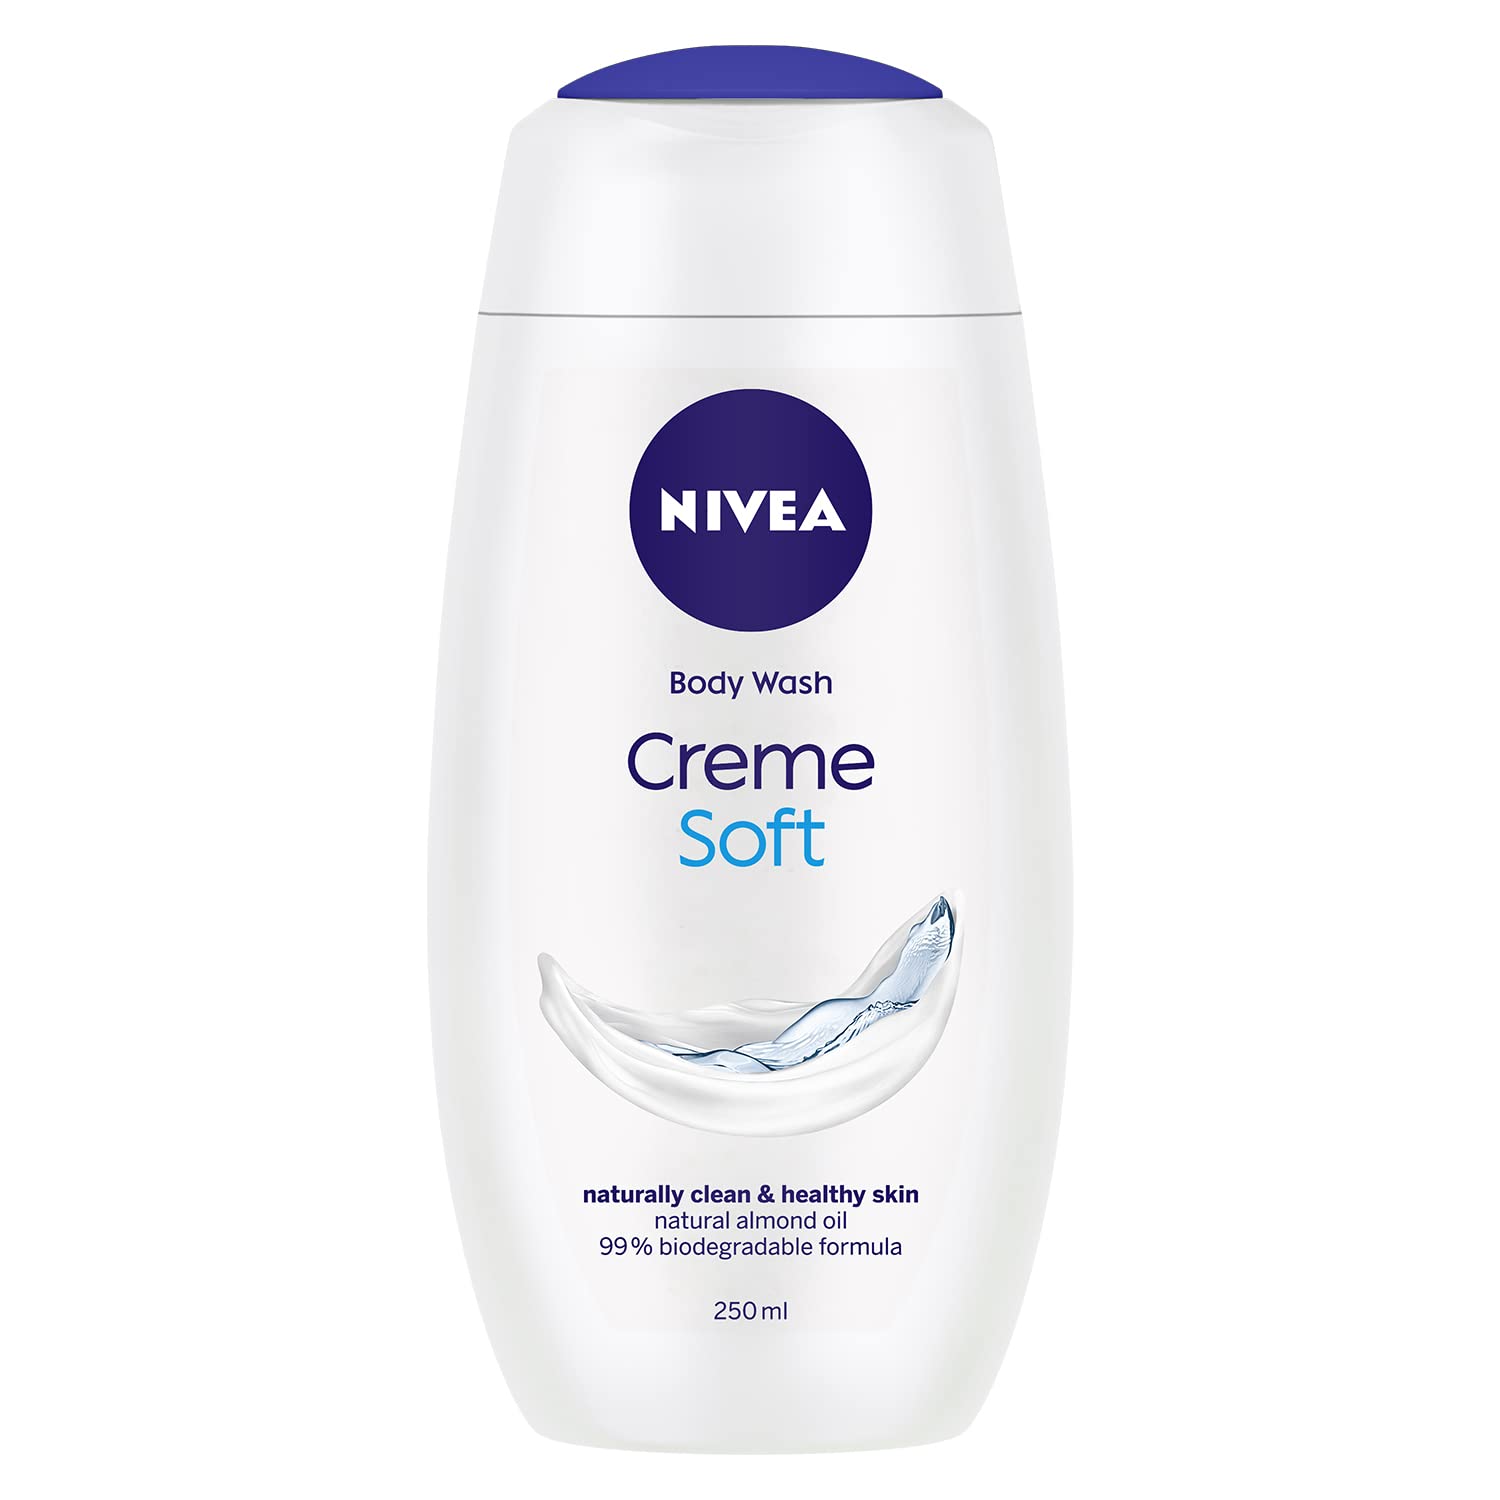 NIVEA
Body Wash
Creme
Soft
naturally clean & healthy skin
natural almond oil
99% biodegradable formula
250 ml